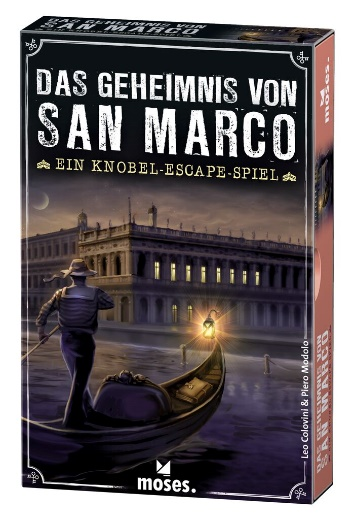 DAS GEHEIMNIS VON
SAN MARCO
EIN KNOBEL-ESCAPE-SPIEL
Leo Colovini & Piero Modolo
moses.
moses.
DAS GEHEIMNIS VON
SAN MARCO